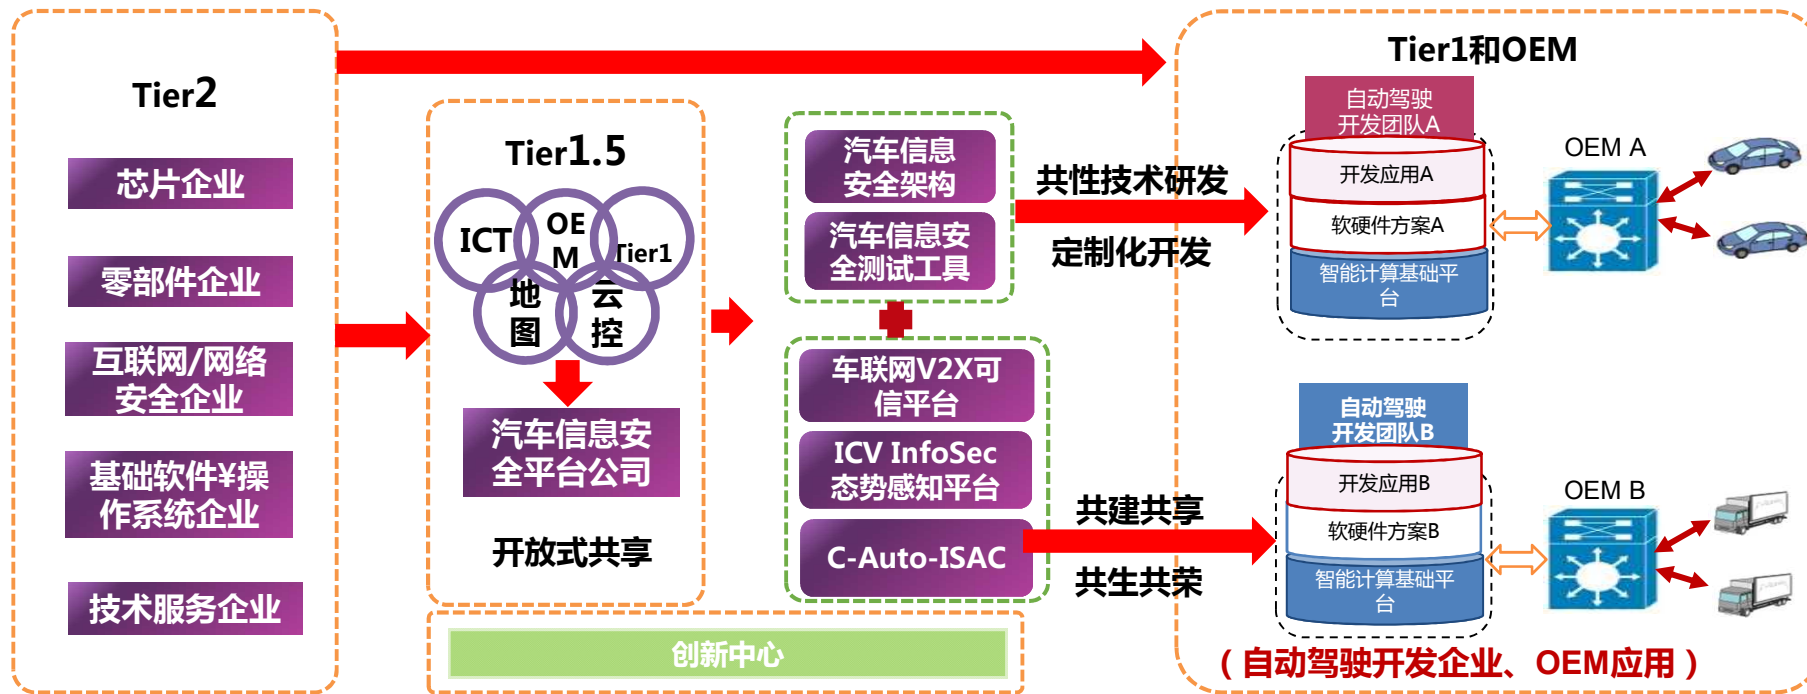 Tier2
芯片企业
零部件企业
互联网/网络
安全企业
基础软件¥操
作系统企业
技术服务企业
Tier1.5
ICT
OE
M
Tier1
地
图
云
控
汽车信息安
全平台公司
开放式共享
创新中心
汽车信息
安全架构
汽车信息安
全测试工具
车联网V2X可
信平台
ICV InfoSec
态势感知平台
C-Auto-ISAC
共性技术研发
定制化开发
共建共享
共生共荣
Tier1和OEM
自动驾驶
开发团队A
开发应用A
软硬件方案A
智能计算基础平
台
OEM A
自动驾驶
开发团队B
开发应用B
软硬件方案B
智能计算基础平
台
OEM B
（自动驾驶开发企业、OEM应用）